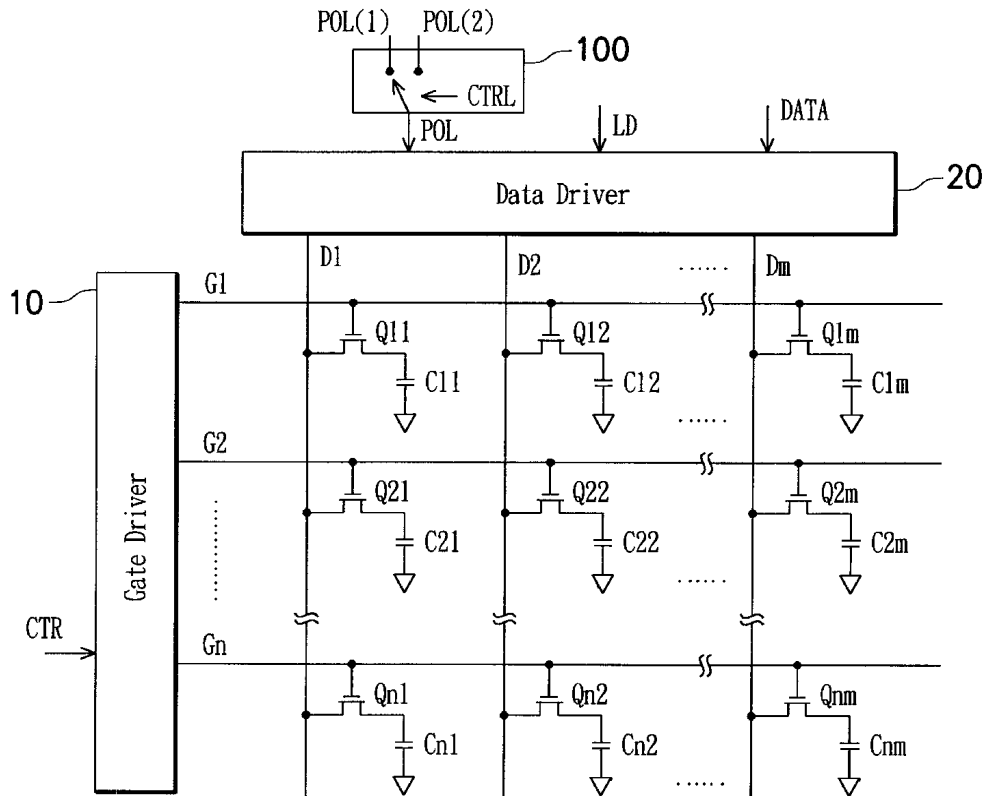 POL(1) POL(2)
100
CTRL
POL
LD
DATA
Data Driver
20
D1
D2
......
Dm
10
G1
Q11
Q12
Q1m
C11
C12
C1m
......
G2
Q21
Q22
Q2m
C21
C22
C2m
......
Gate Driver
CTR
Gn
Qn1
Qn2
Qnm
Cn1
Cn2
Cnm
......